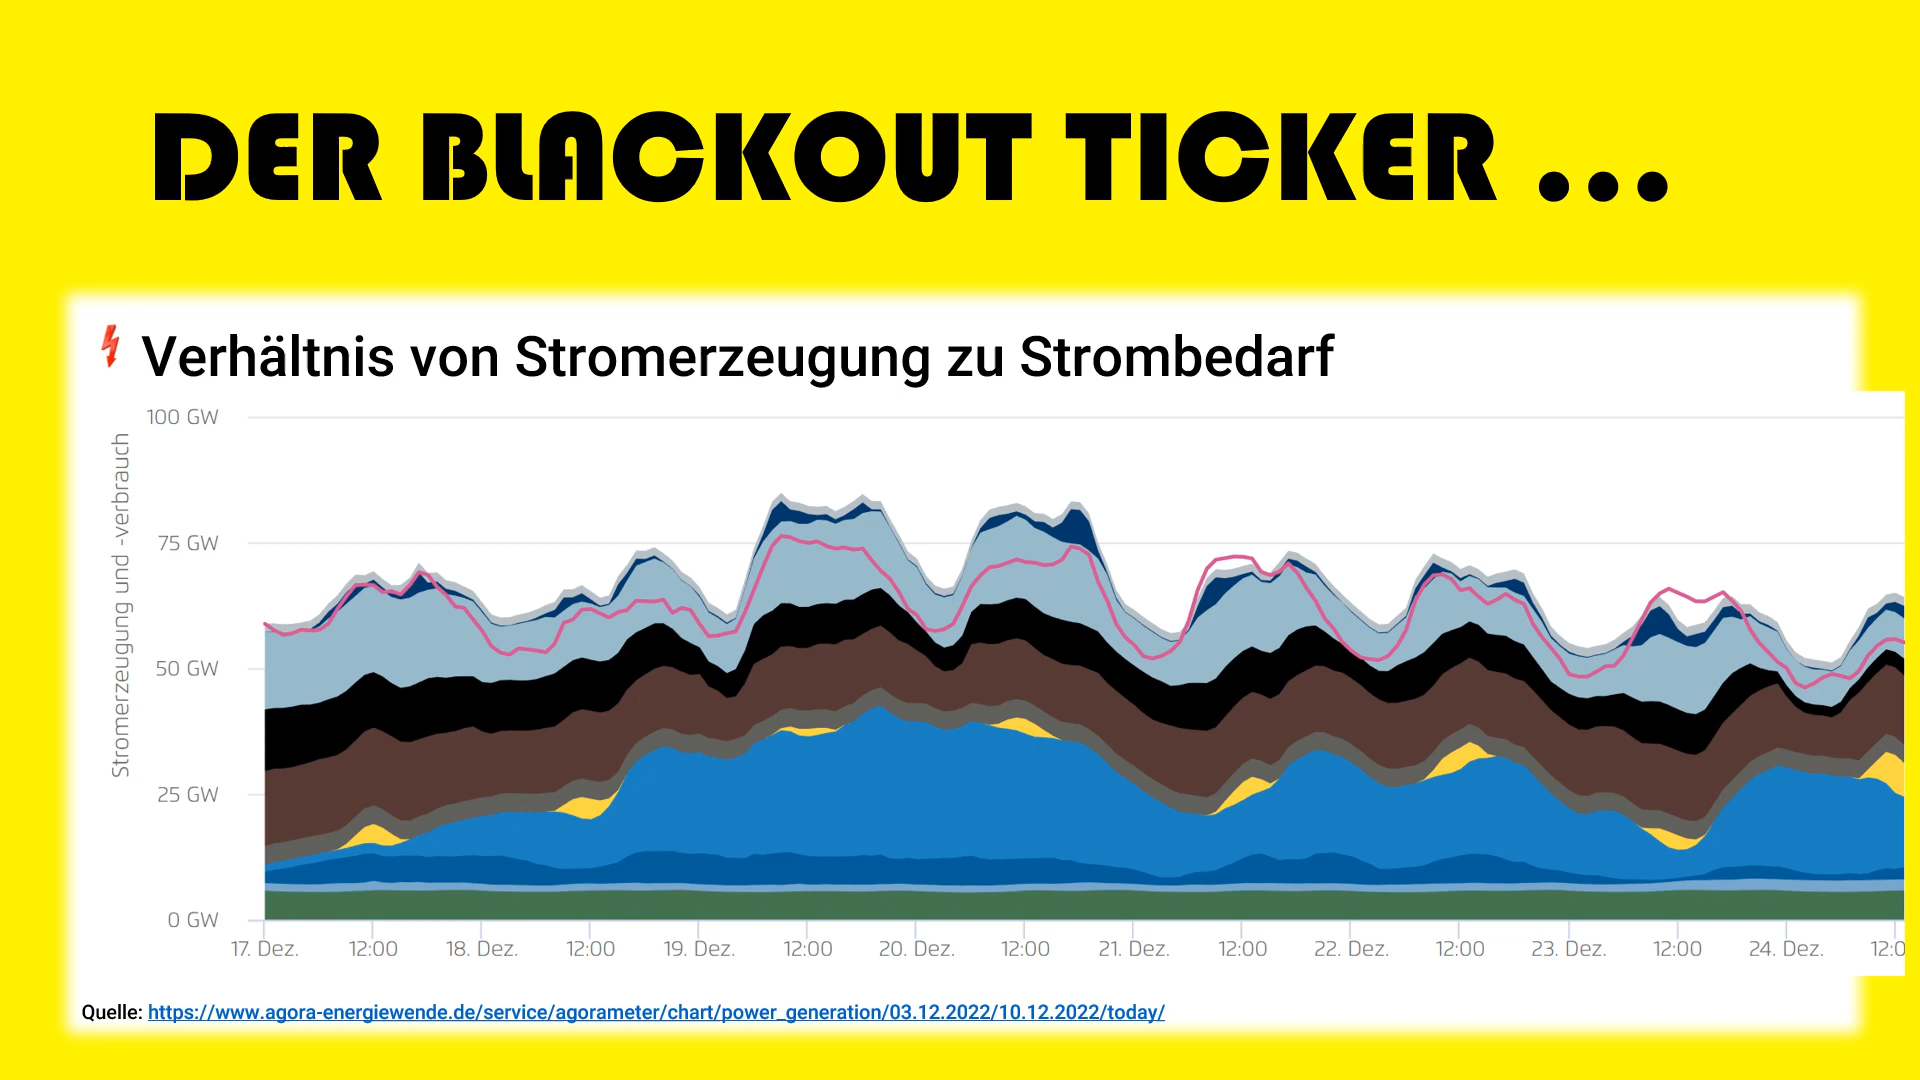 DER BLACKOUT TICKER ...
Verhältnis von Stromerzeugung zu Strombedarf
Stromerzeugung und -verbrauch
100 GW
75 GW
50 GW
25 GW
0 GW
17. Dez. 12:00 18. Dez. 12:00 19. Dez. 12:00 20. Dez. 12:00 21. Dez. 12:00 22. Dez. 12:00 23. Dez. 12:00 24. Dez. 12:0
Quelle: https://www.agora-energiewende.de/service/agorameter/chart/power_generation/03.12.2022/10.12.2022/today/